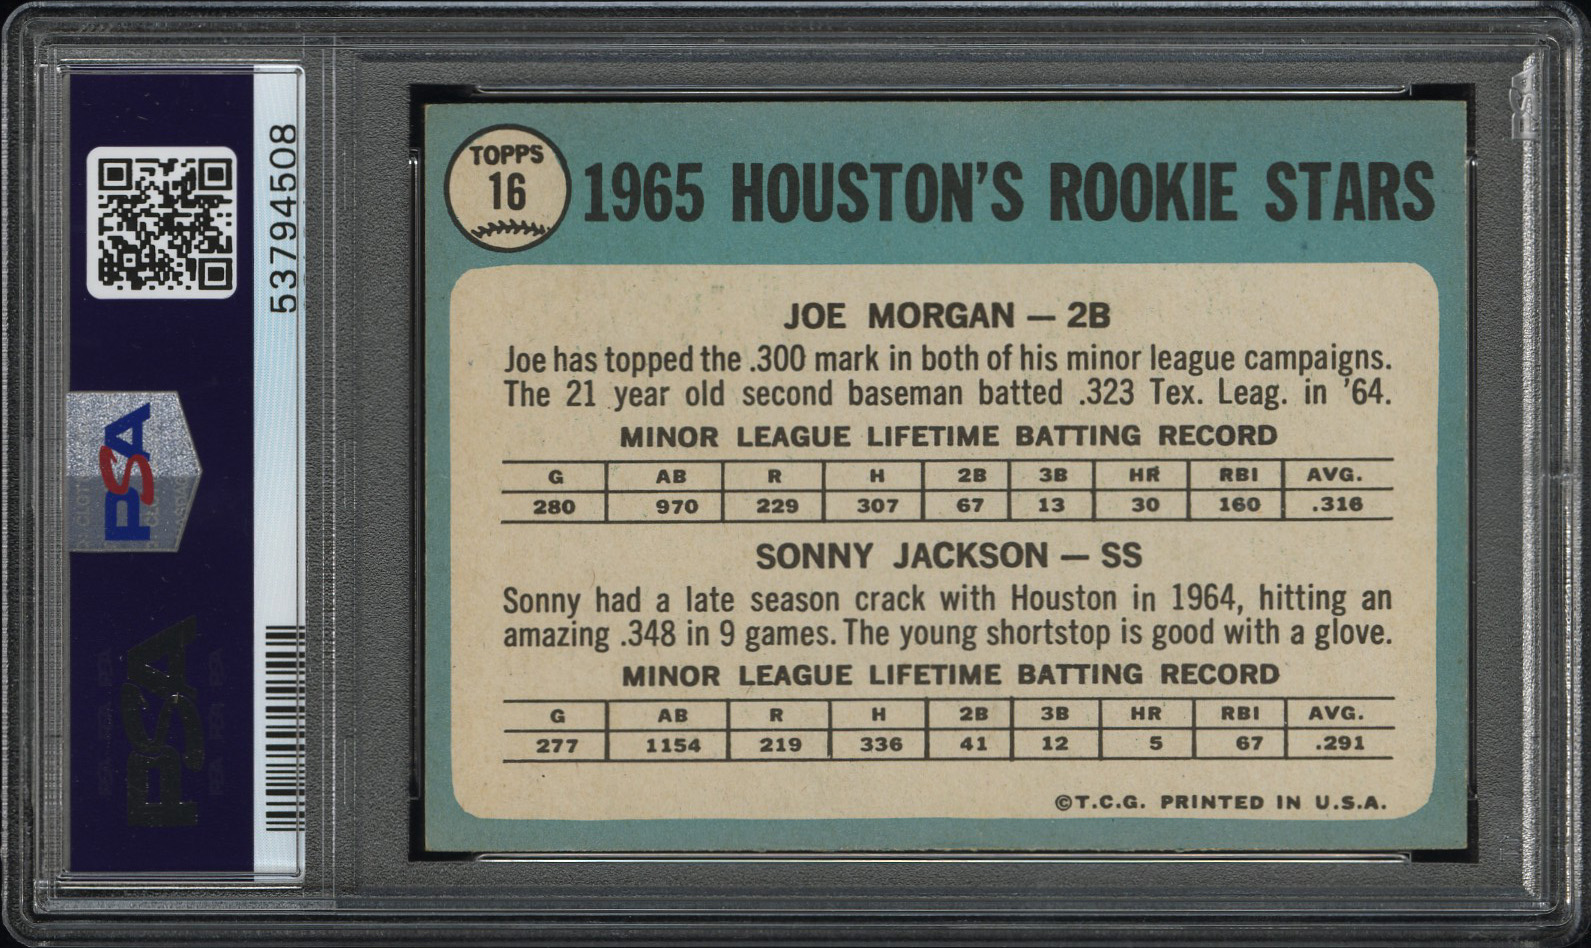 53794508
PSA
PSA
TOPPS
16
1965 HOUSTON'S ROOKIE STARS
JOE MORGAN — 2B
Joe has topped the .300 mark in both of his minor league campaigns.
The 21 year old second baseman batted .323 Tex. Leag. in '64.
MINOR LEAGUE LIFETIME BATTING RECORD
G AB R H 2B 3B HR RBI AVG.
280 970 229 307 67 13 30 160 .316
SONNY JACKSON — SS
Sonny had a late season crack with Houston in 1964, hitting an
amazing .348 in 9 games. The young shortstop is good with a glove.
MINOR LEAGUE LIFETIME BATTING RECORD
G AB R H 2B 3B HR RBI AVG.
277 1154 219 336 41 12 5 67 .291
©T.C.G. PRINTED IN U.S.A.
PSA